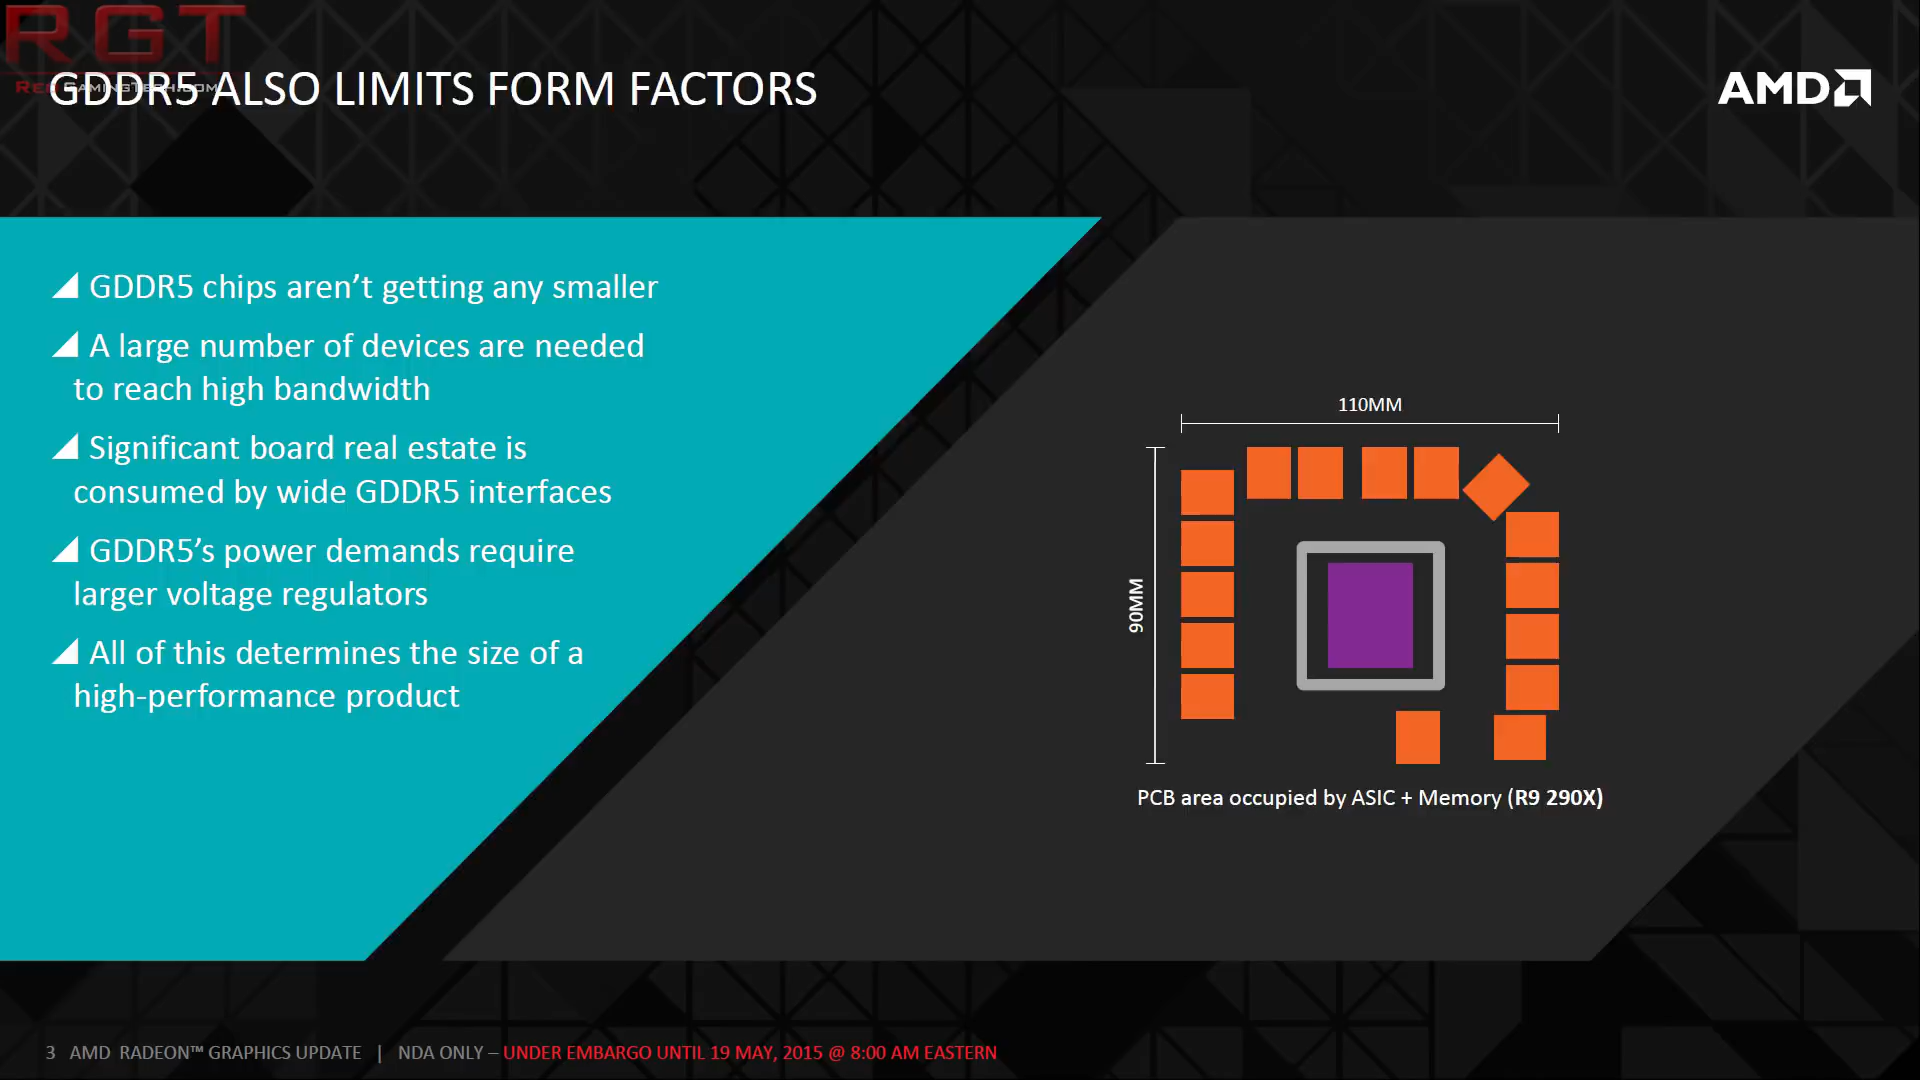 RGT
RedGamingTech.com
GDDR5 ALSO LIMITS FORM FACTORS
AMD
GDDR5 chips aren’t getting any smaller
A large number of devices are needed
to reach high bandwidth
Significant board real estate is
consumed by wide GDDR5 interfaces
GDDR5’s power demands require
larger voltage regulators
All of this determines the size of a
high-performance product
110MM
90MM
PCB area occupied by ASIC + Memory (R9 290X)
3 AMD RADEON™ GRAPHICS UPDATE | NDA ONLY – UNDER EMBARGO UNTIL 19 MAY, 2015 @ 8:00 AM EASTERN